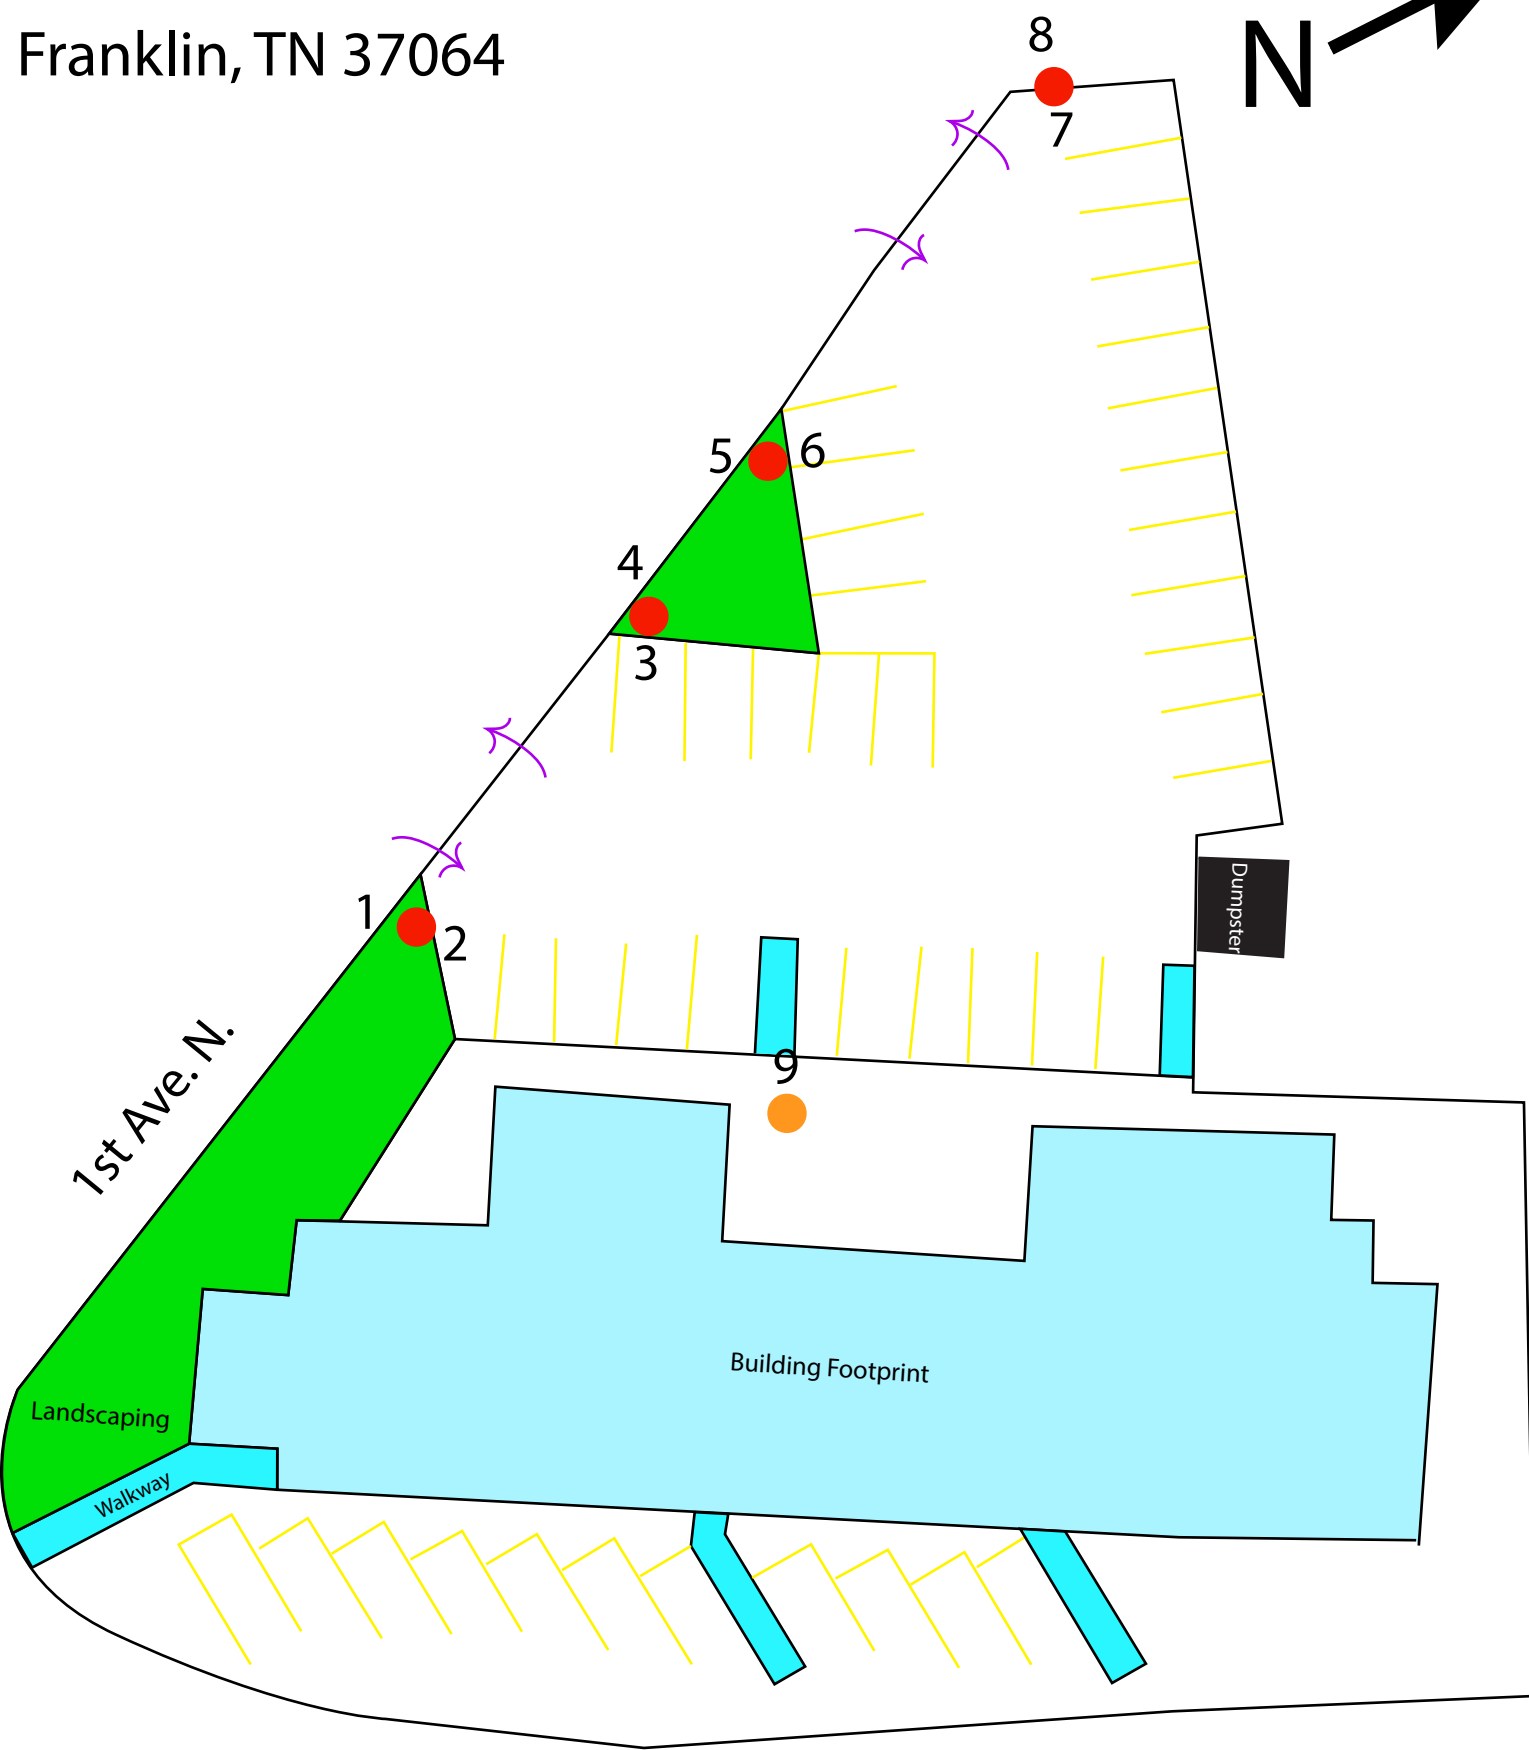 Franklin, TN 37064
N
8
7
5
6
4
3
Dumpster
1
2
1st Ave. N.
9
Building Footprint
Landscaping
Walkway